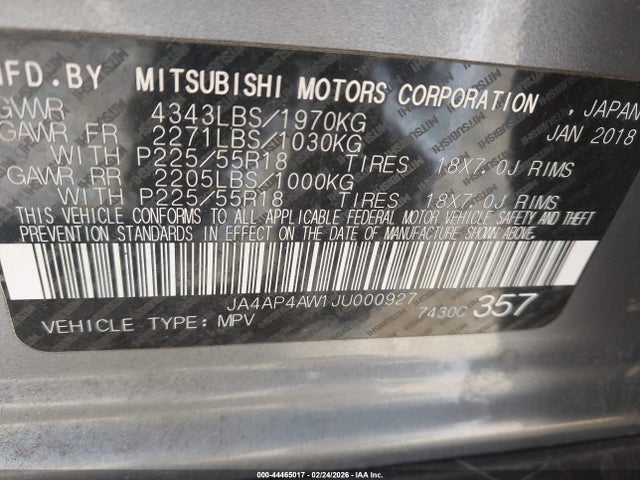 MFD.BY MITSUBISHI MOTORS CORPORATION , JAPAN
GVWR 4343LBS/1970KG JAN 2018
GAWR FR 2271LBS/1030KG
WITH P225/55R18 TIRES 18X7.0J RIMS
GAWR RR 2205LBS/1000KG
WITH P225/55R18 TIRES 18X7.0J RIMS
THIS VEHICLE CONFORMS TO ALL APPLICABLE FEDERAL MOTOR VEHICLE SAFETY AND THEFT
PREVENTION STANDARDS IN EFFECT ON THE DATE OF MANUFACTURE SHOWN ABOVE.
JA4AP4AW1JU000927
VEHICLE TYPE: MPV 7430C 357
000-44465017 - 02/24/2026 - IAA Inc.